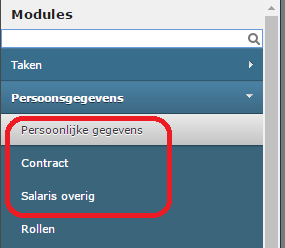 Modules
Taken
Persoonsgegevens
Persoonlijke gegevens
Contract
Salaris overig
Rollen